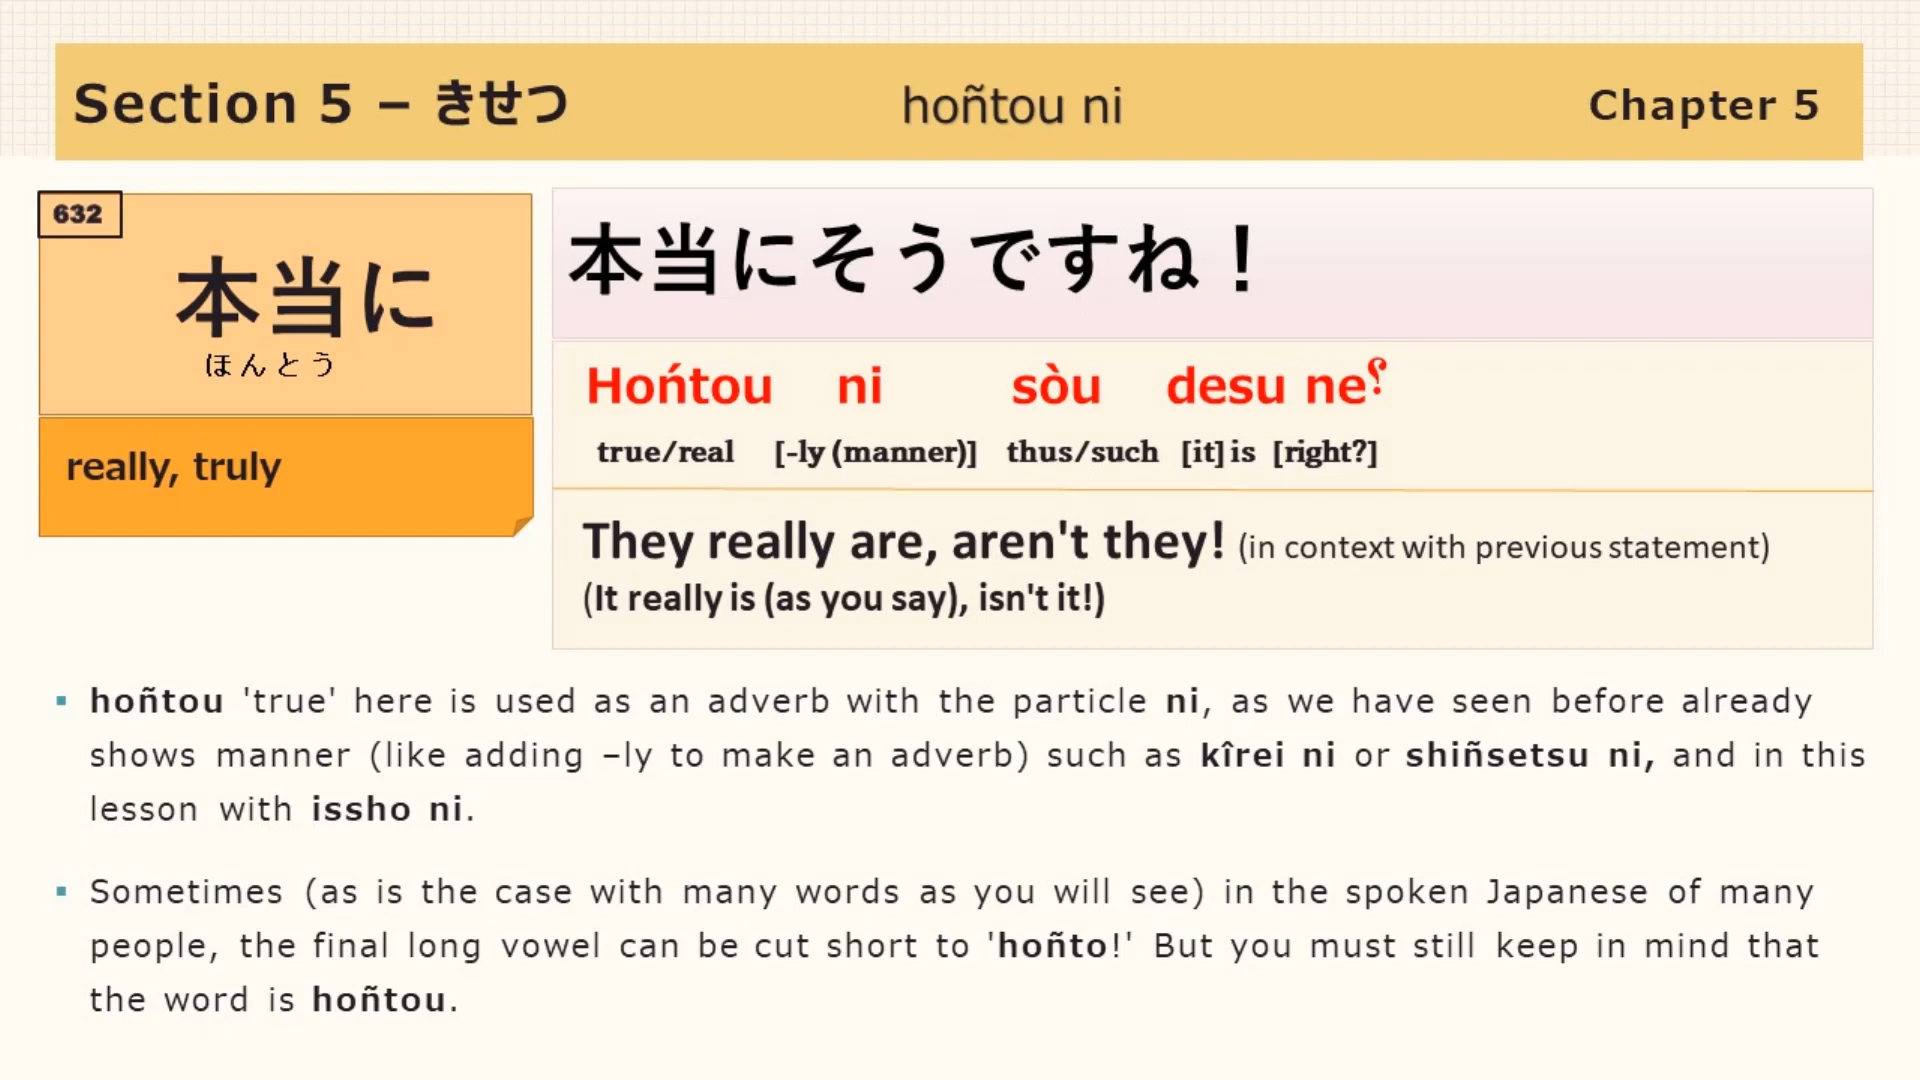 Section 5 – きせつ
hoñtou ni
Chapter 5
632
本当に
ほんとう
really, truly
本当にそうですね！
Hońtou ni sòu desu ne⸮
true/real [-ly (manner)] thus/such [it] is [right?]
They really are, aren't they! (in context with previous statement)
(It really is (as you say), isn't it!)
▪ hoñtou 'true' here is used as an adverb with the particle ni, as we have seen before already
shows manner (like adding –ly to make an adverb) such as kîrei ni or shiñsetsu ni, and in this
lesson with issho ni.
▪ Sometimes (as is the case with many words as you will see) in the spoken Japanese of many
people, the final long vowel can be cut short to 'hoñto!' But you must still keep in mind that
the word is hoñtou.